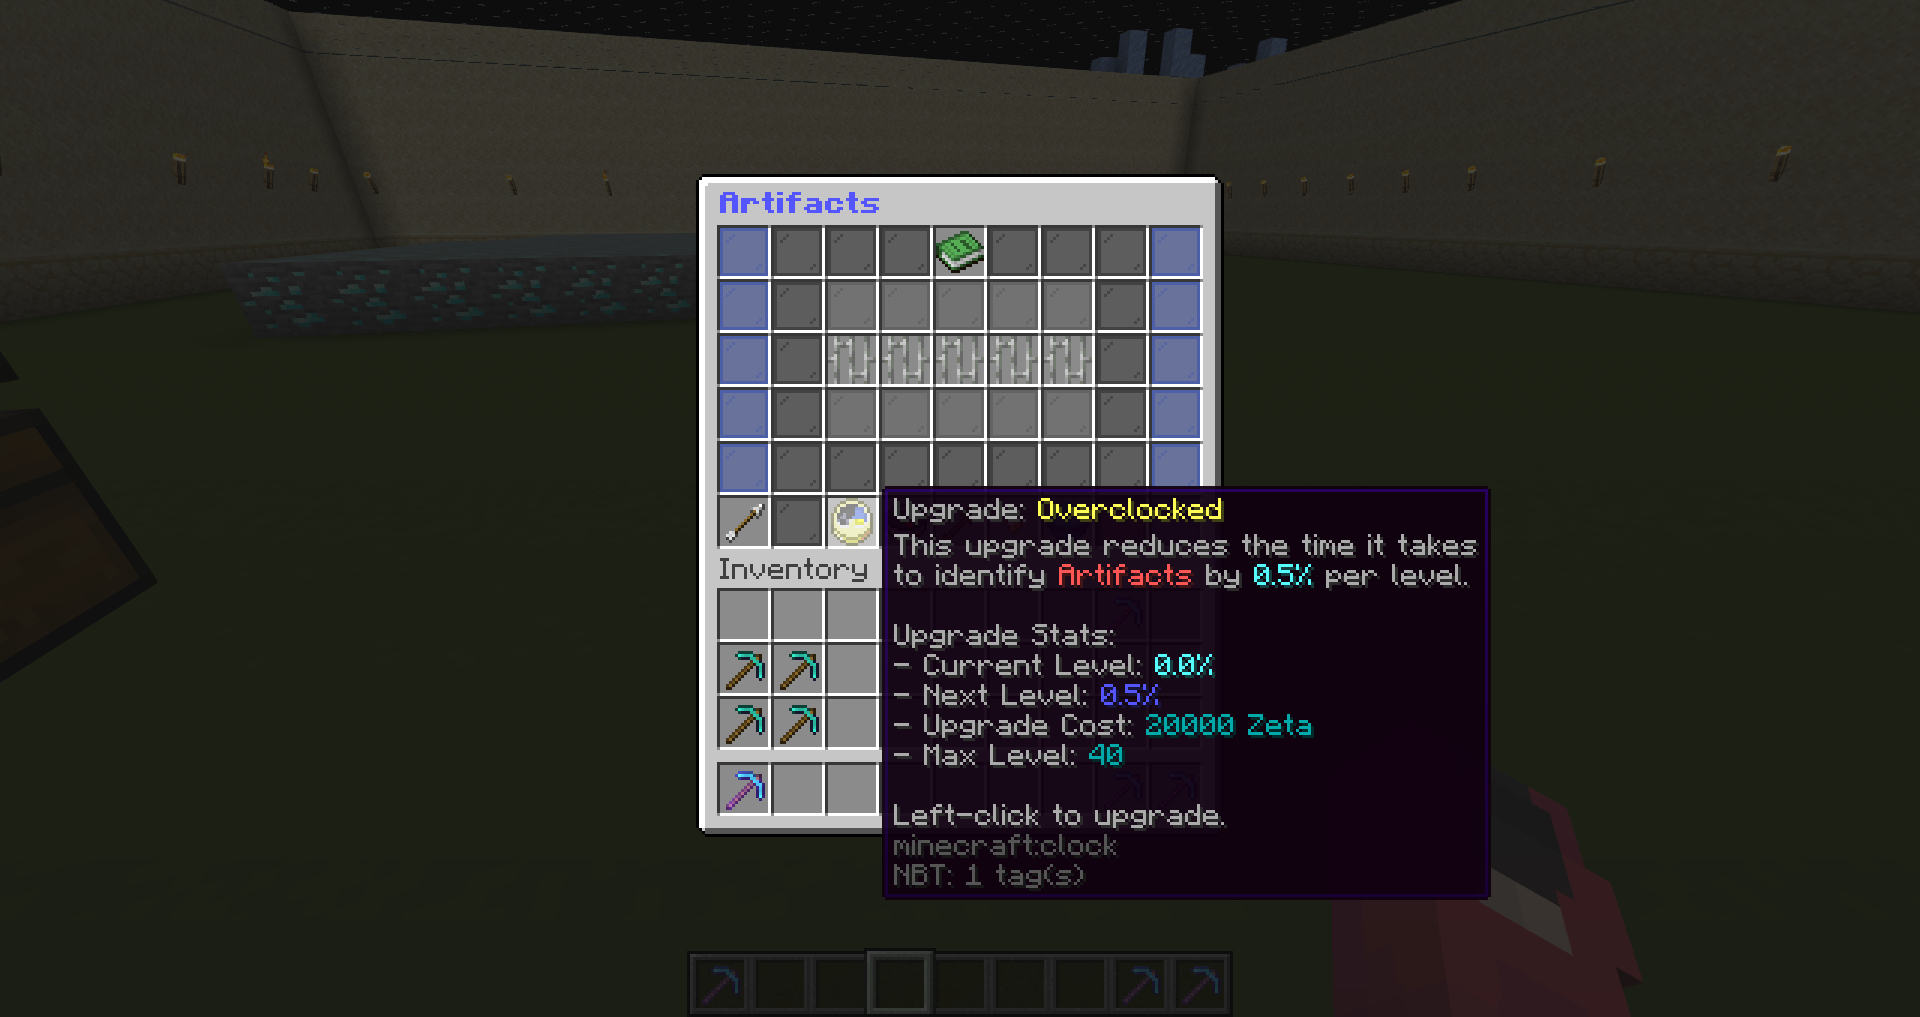 Artifacts
Upgrade: Overclocked
This upgrade reduces the time it takes
to identify Artifacts by 0.5% per level.
Upgrade Stats:
- Current Level: 0.0%
- Next Level: 0.5%
- Upgrade Cost: 20000 Zeta
- Max Level: 40
Left-click to upgrade.
minecraft:clock
NBT: 1 tag(s)
Inventory